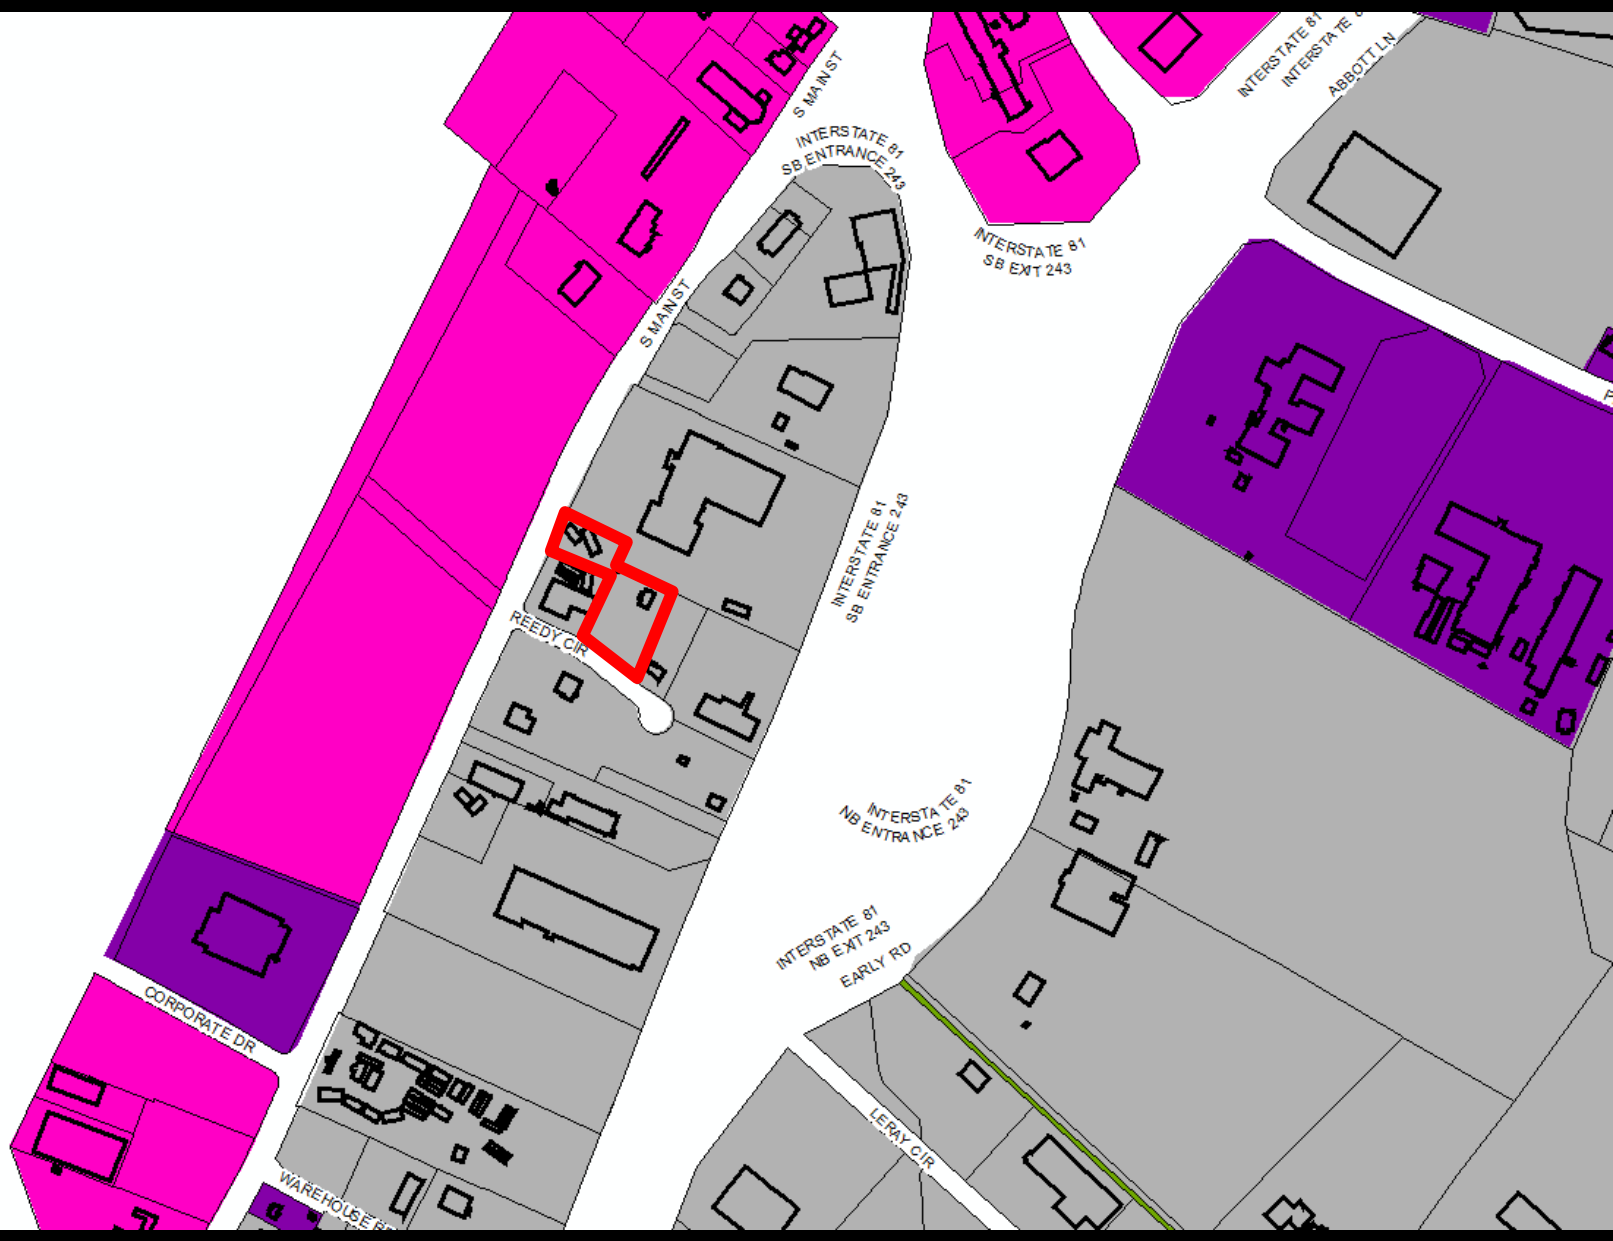 S MAIN ST
INTERSTATE 81
SB ENTRANCE 243
INTERSTATE 81
INTERSTATE
ABBOTT LN
INTERSTATE 81
SB EXIT 243
S MAIN ST
INTERSTATE 81
SB ENTRANCE 243
REEDY CIR
INTERSTATE 81
NB ENTRANCE 243
INTERSTATE 81
NB EXIT 243
EARLY RD
CORPORATE DR
LERAY CIR
WAREHOUSE